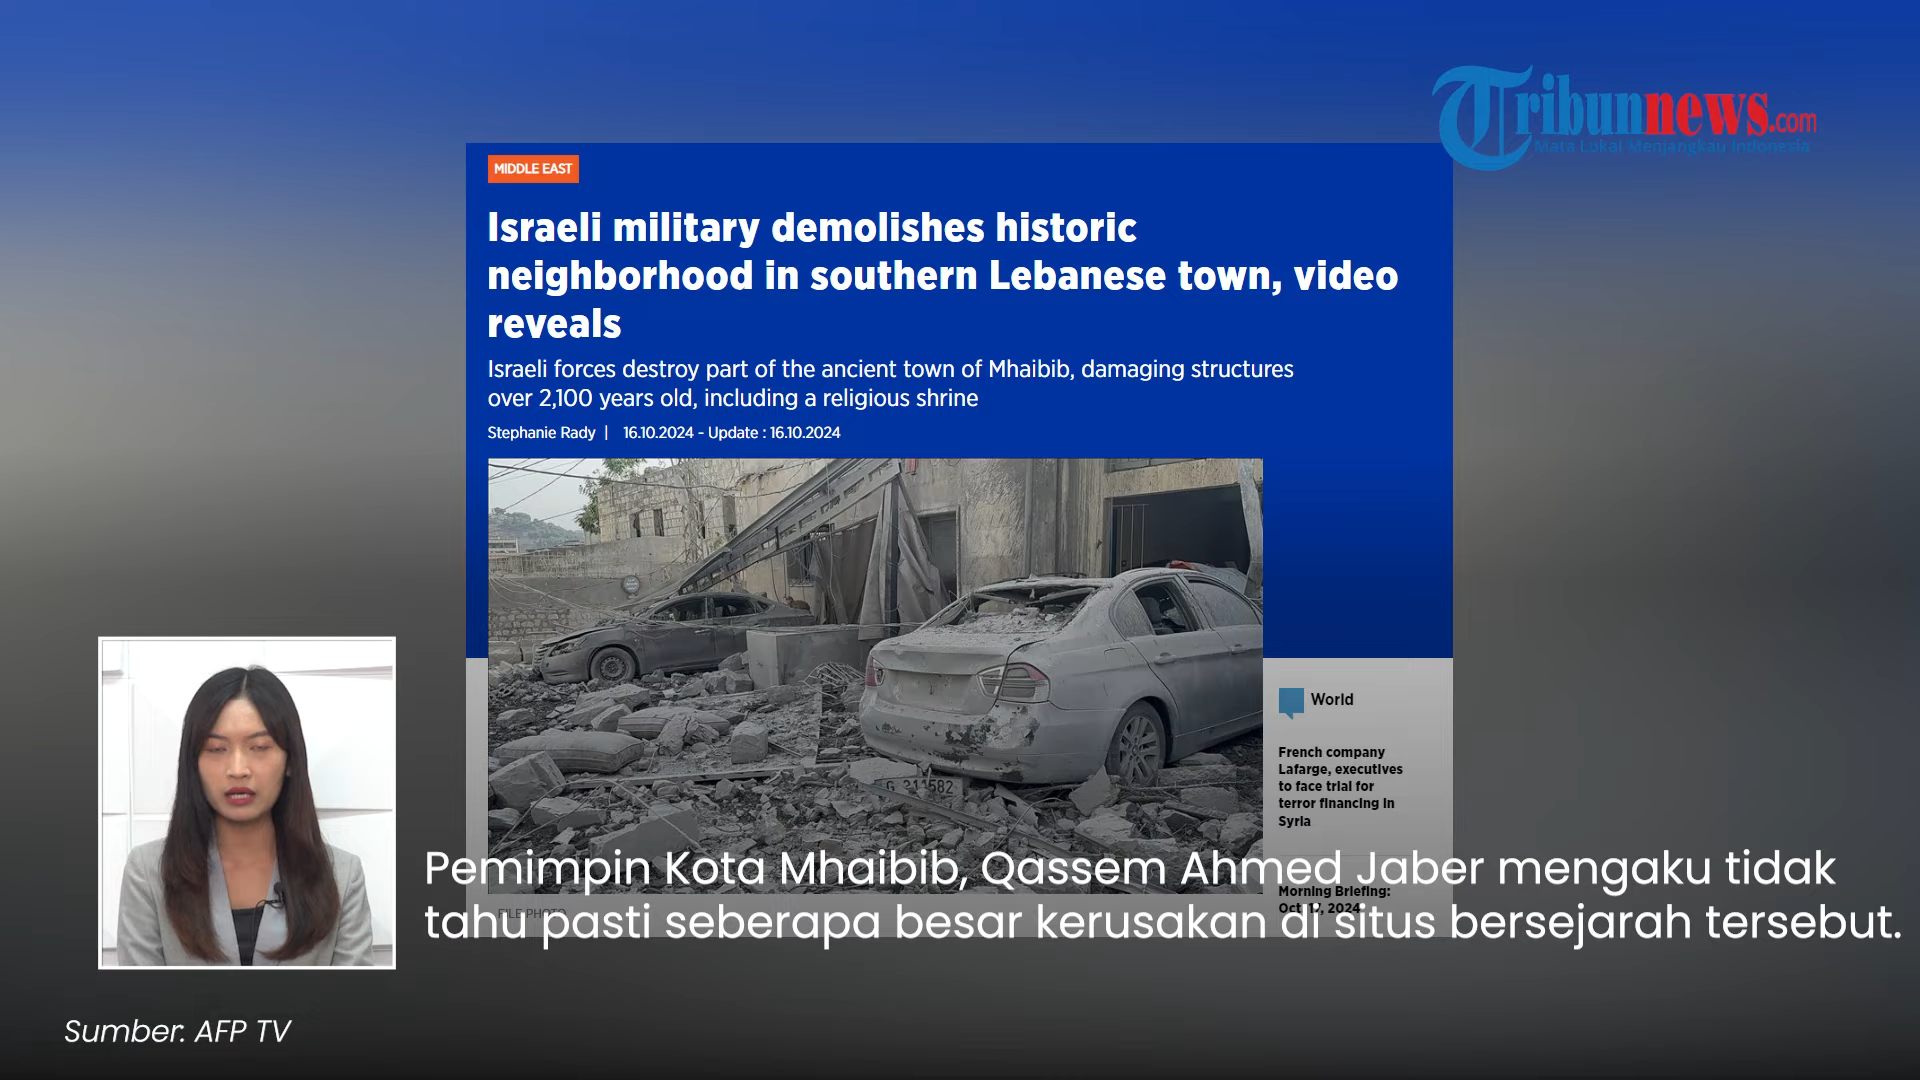 Tribunnews.com
Mata Lokal Menjangkau Indonesia
MIDDLE EAST
Israeli military demolishes historic
neighborhood in southern Lebanese town, video
reveals
Israeli forces destroy part of the ancient town of Mhaibib, damaging structures
over 2,100 years old, including a religious shrine
Stephanie Rady | 16.10.2024 - Update : 16.10.2024
World
French company
Lafarge, executives
to face trial for
terror financing in
Syria
Morning Briefing:
Oct 2024
FILE PHOTO
Pemimpin Kota Mhaibib, Qassem Ahmed Jaber mengaku tidak
tahu pasti seberapa besar kerusakan di situs bersejarah tersebut.
Sumber: AFP TV